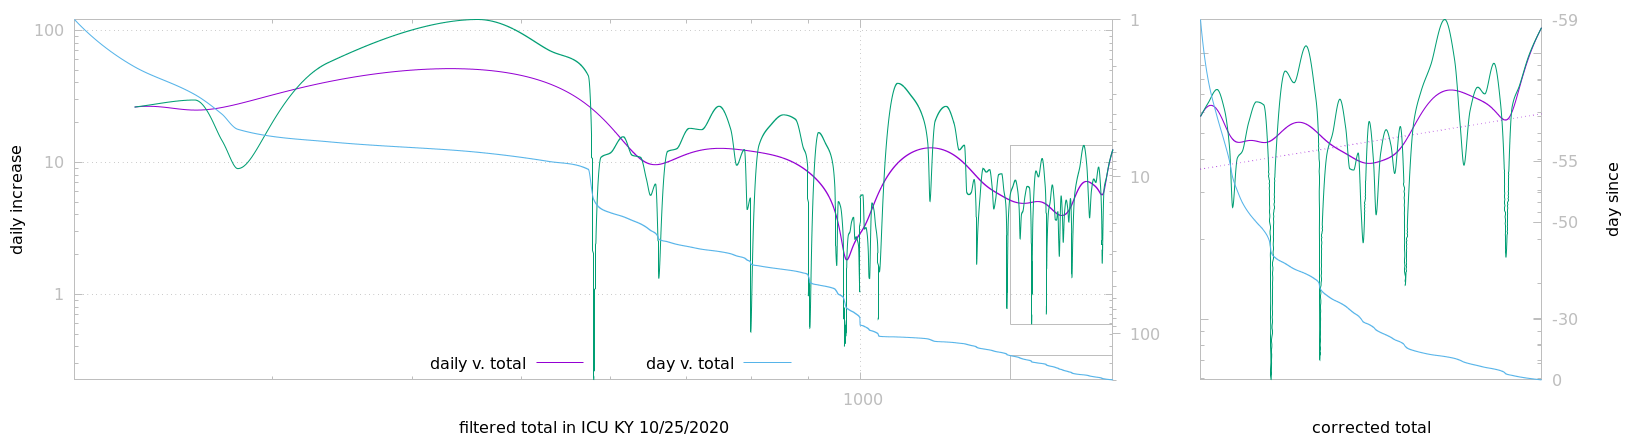 100
10
1
daily increase
daily v. total
day v. total
1
10
100
1000
filtered total in ICU KY 10/25/2020
-59
-55
-50
-30
0
day since
corrected total